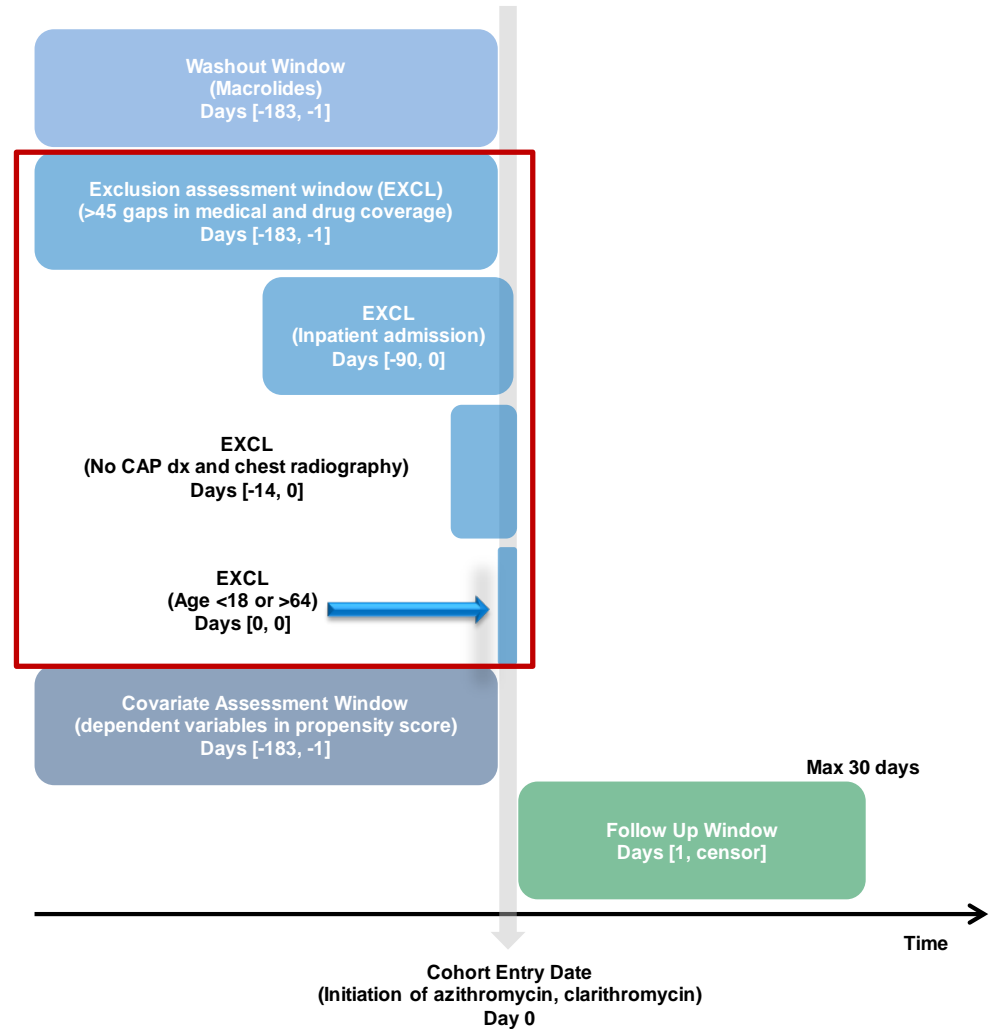 Washout Window
(Macrolides)
Days [-183, -1]
Exclusion assessment window (EXCL)
(>45 gaps in medical and drug coverage)
Days [-183, -1]
EXCL
(Inpatient admission)
Days [-90, 0]
EXCL
(No CAP dx and chest radiography)
Days [-14, 0]
EXCL
(Age <18 or >64)
Days [0, 0]
Covariate Assessment Window
(dependent variables in propensity score)
Days [-183, -1]
Max 30 days
Follow Up Window
Days [1, censor]
Time
Cohort Entry Date
(Initiation of azithromycin, clarithromycin)
Day 0